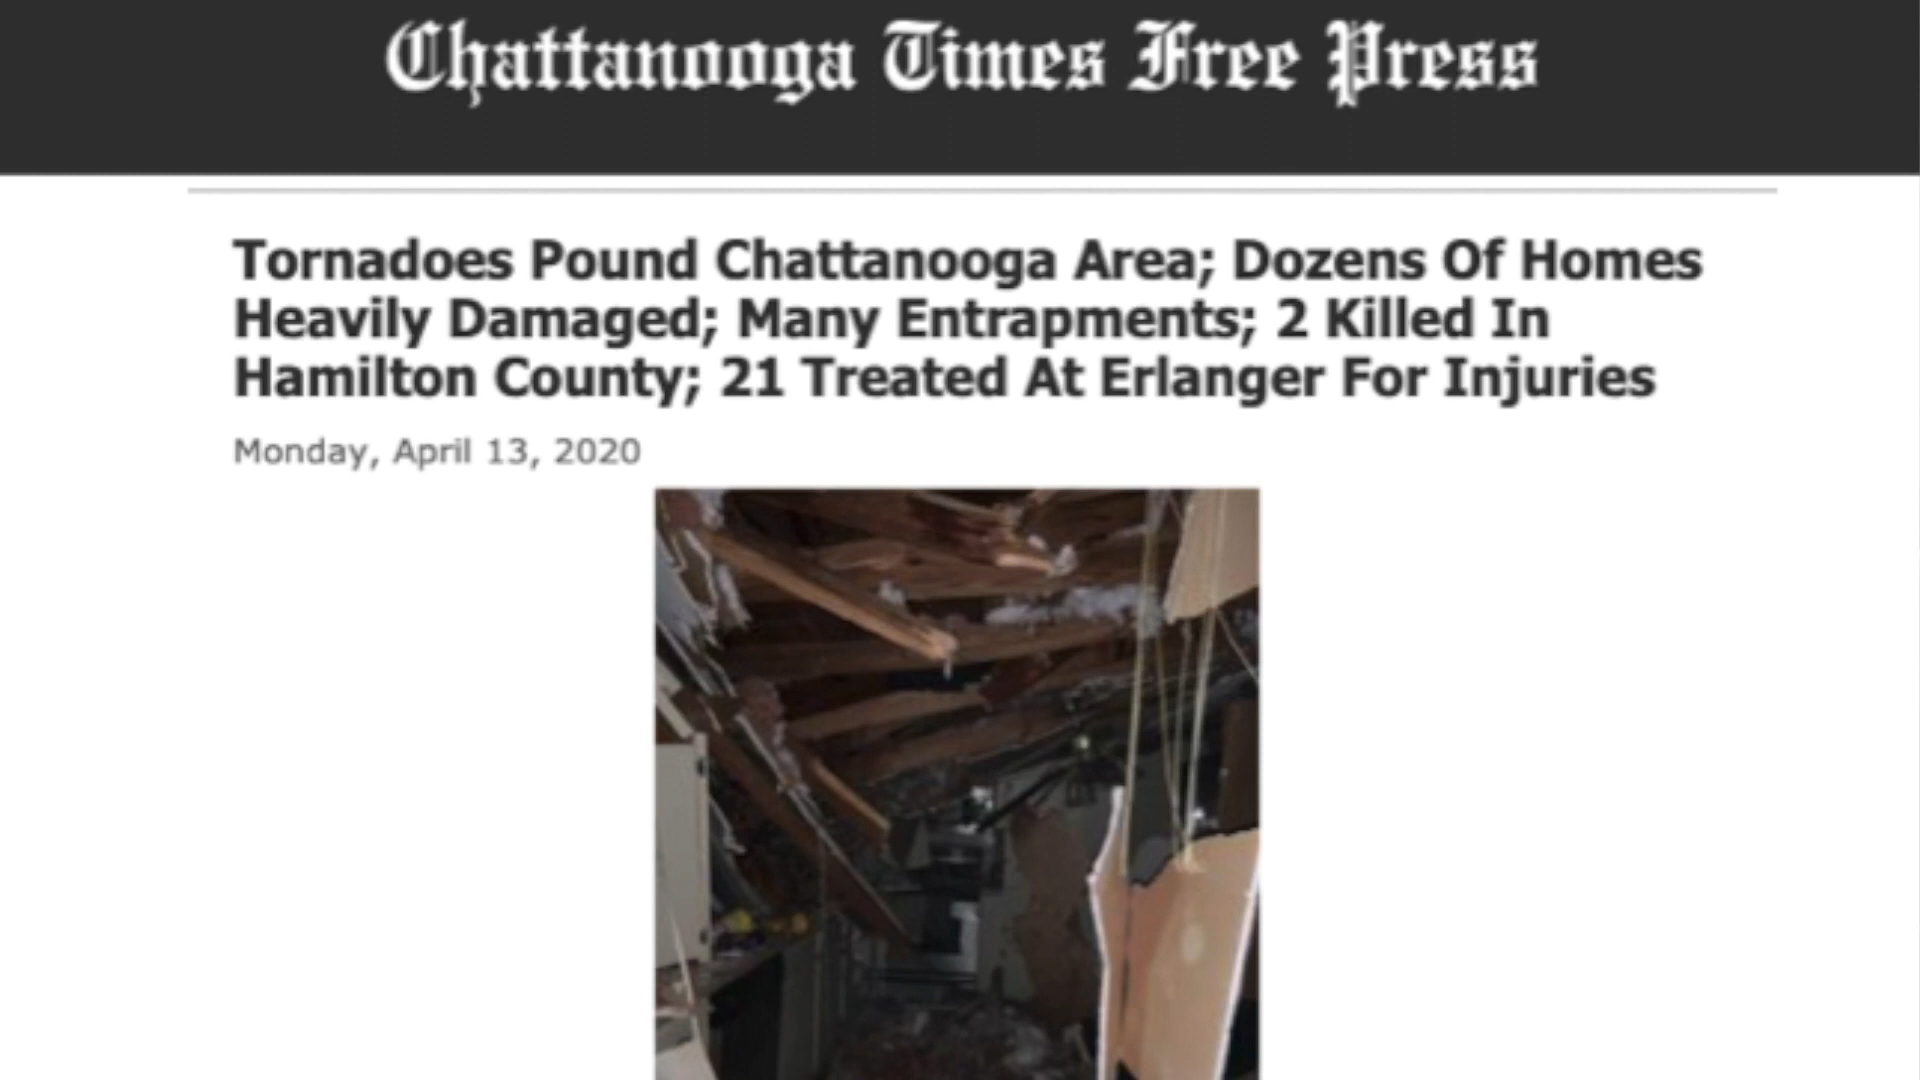 Chattanooga Times Free Press
Tornadoes Pound Chattanooga Area; Dozens Of Homes
Heavily Damaged; Many Entrapments; 2 Killed In
Hamilton County; 21 Treated At Erlanger For Injuries
Monday, April 13, 2020